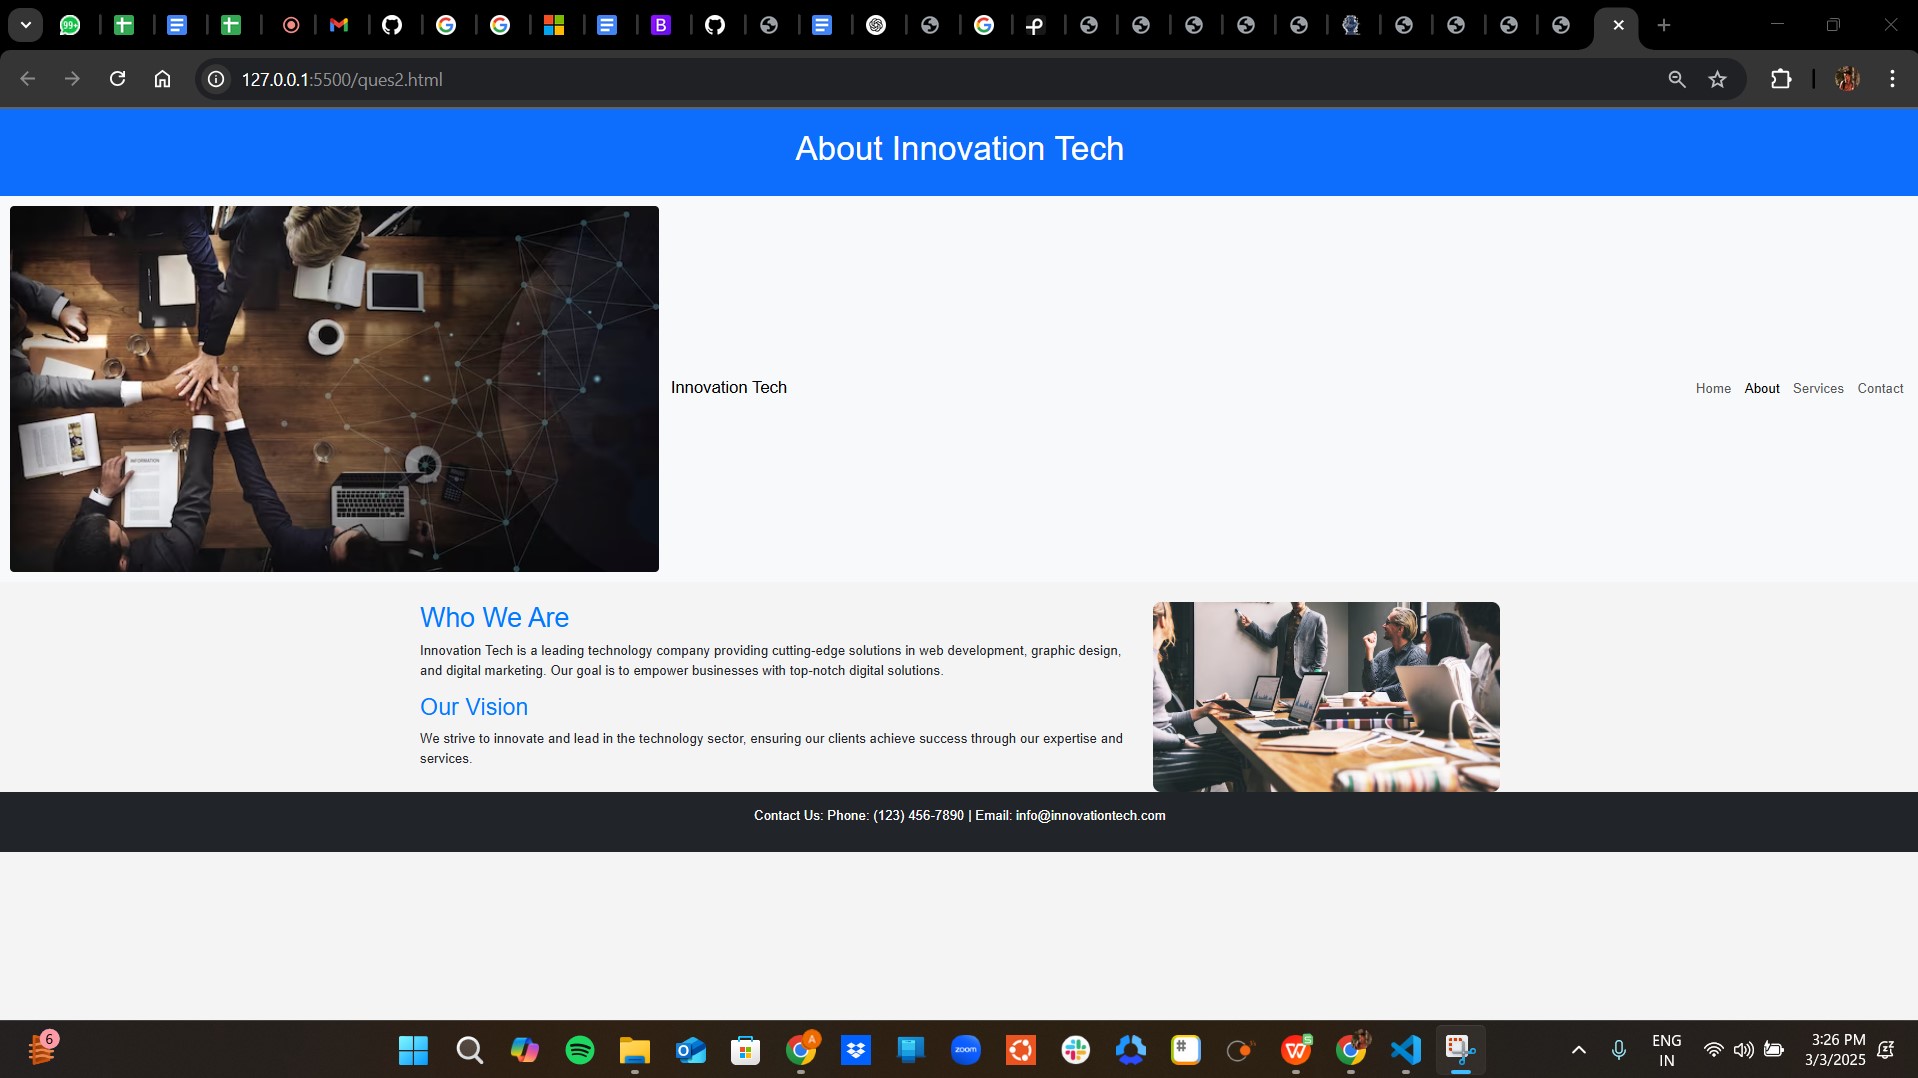 99+
B
127.0.0.1:5500/ques2.html
About Innovation Tech
INFORMATION
Innovation Tech
Home About Services Contact
Who We Are
Innovation Tech is a leading technology company providing cutting-edge solutions in web development, graphic design,
and digital marketing. Our goal is to empower businesses with top-notch digital solutions.
Our Vision
We strive to innovate and lead in the technology sector, ensuring our clients achieve success through our expertise and
services.
Contact Us: Phone: (123) 456-7890 | Email: info@innovationtech.com
6
A
zoom
#
W
S
ENG
IN
3:26 PM
3/3/2025